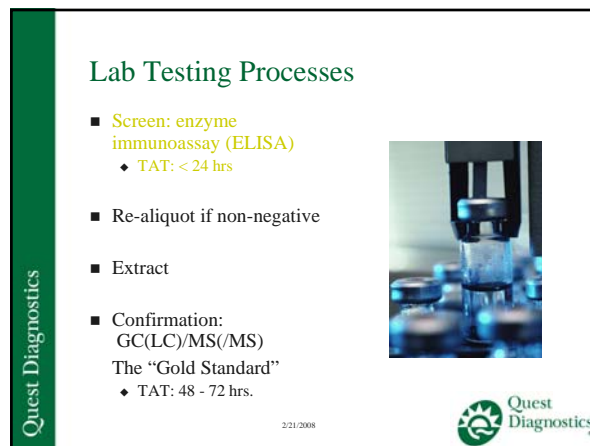 Lab Testing Processes
■ Screen: enzyme
immunoassay (ELISA)
◆ TAT: < 24 hrs
■ Re-aliquot if non-negative
■ Extract
■ Confirmation:
GC(LC)/MS(/MS)
The “Gold Standard”
◆ TAT: 48 - 72 hrs.
Quest Diagnostics
2/21/2008
Quest
Diagnostics